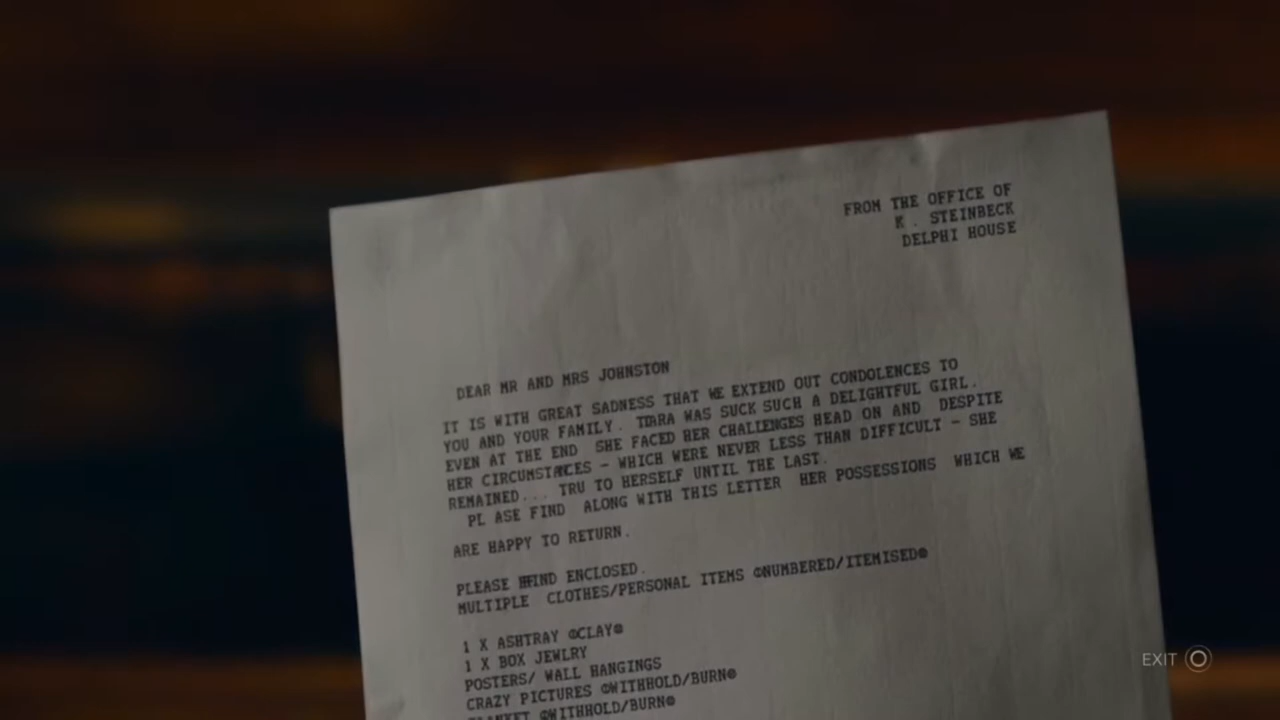 FROM THE OFFICE OF
K . STEINBECK
DELPHI HOUSE
DEAR MR AND MRS JOHNSTON
IT IS WITH GREAT SADNESS THAT WE EXTEND OUT CONDOLENCES TO
YOU AND YOUR FAMILY. TIARA WAS SUCK SUCH A DELIGHTFUL GIRL.
EVEN AT THE END SHE FACED HER CHALLENGES HEAD ON AND DESPITE
HER CIRCUMSTANCES - WHICH WERE NEVER LESS THAN DIFFICULT - SHE
REMAINED... TRU TO HERSELF UNTIL THE LAST.
PL ASE FIND ALONG WITH THIS LETTER HER POSSESSIONS WHICH WE
ARE HAPPY TO RETURN.
PLEASE FIND ENCLOSED.
MULTIPLE CLOTHES/PERSONAL ITEMS @NUMBERED/ITEMISED@
1 X ASHTRAY @CLAY@
1 X BOX JEWLRY
POSTERS/ WALL HANGINGS
CRAZY PICTURES @WITHHOLD/BURN@
BLANKET @WITHHOLD/BURN@
EXIT